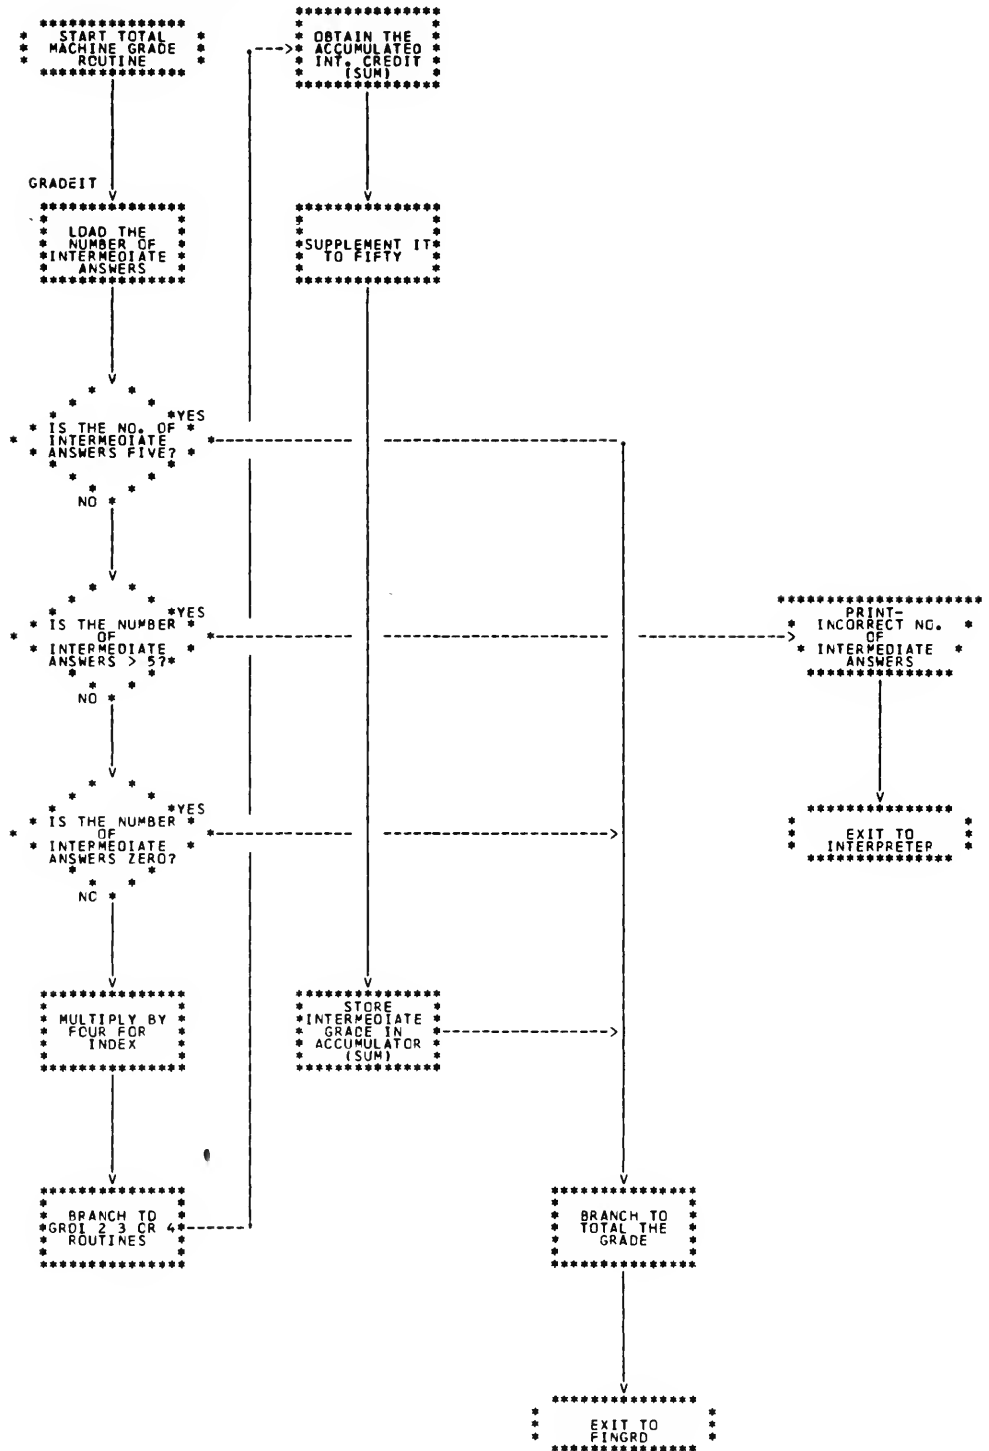 START TOTAL
MACHINE GRADE
ROUTINE
GRADEIT
LOAD THE
NUMBER OF
INTERMEDIATE
ANSWERS
IS THE NO. OF
INTERMEDIATE
ANSWERS FIVE?
YES
NO
IS THE NUMBER
OF
INTERMEDIATE
ANSWERS > 5?
YES
NO
IS THE NUMBER
OF
INTERMEDIATE
ANSWERS ZERO?
YES
NC
MULTIPLY BY
FOUR FOR
INDEX
BRANCH TO
GRDI 2 3 CR 4
ROUTINES
OBTAIN THE
ACCUMULATED
INT. CREDIT
(SUM)
SUPPLEMENT IT
TO FIFTY
STORE
INTERMEDIATE
GRADE IN
ACCUMULATOR
(SUM)
BRANCH TO
TOTAL THE
GRADE
EXIT TO
FINGRD
PRINT-
INCORRECT NO.
OF
INTERMEDIATE
ANSWERS
EXIT TO
INTERPRETER